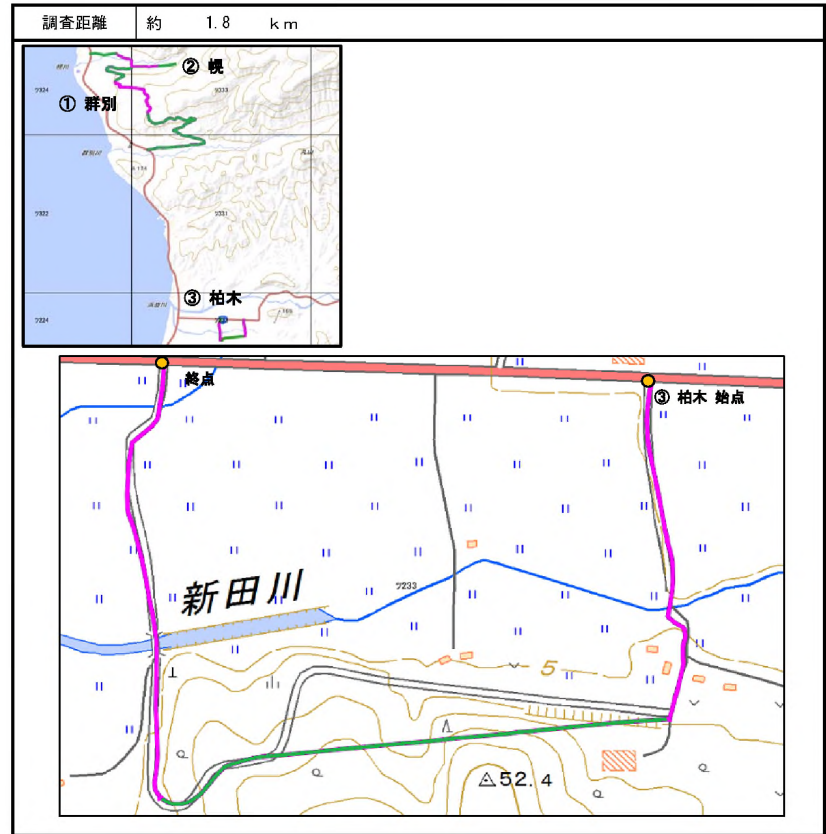 調査距離 約 1.8 km
② 幌
① 群別
③ 柏木
終点
③ 柏木 始点
新田川
7233
5
52.4